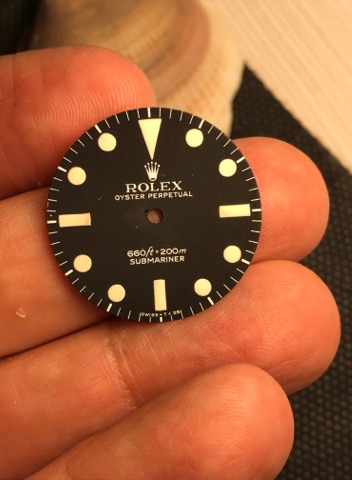 ROLEX
OYSTER PERPETUAL
660ft = 200m
SUBMARINER
SWISS-T<25